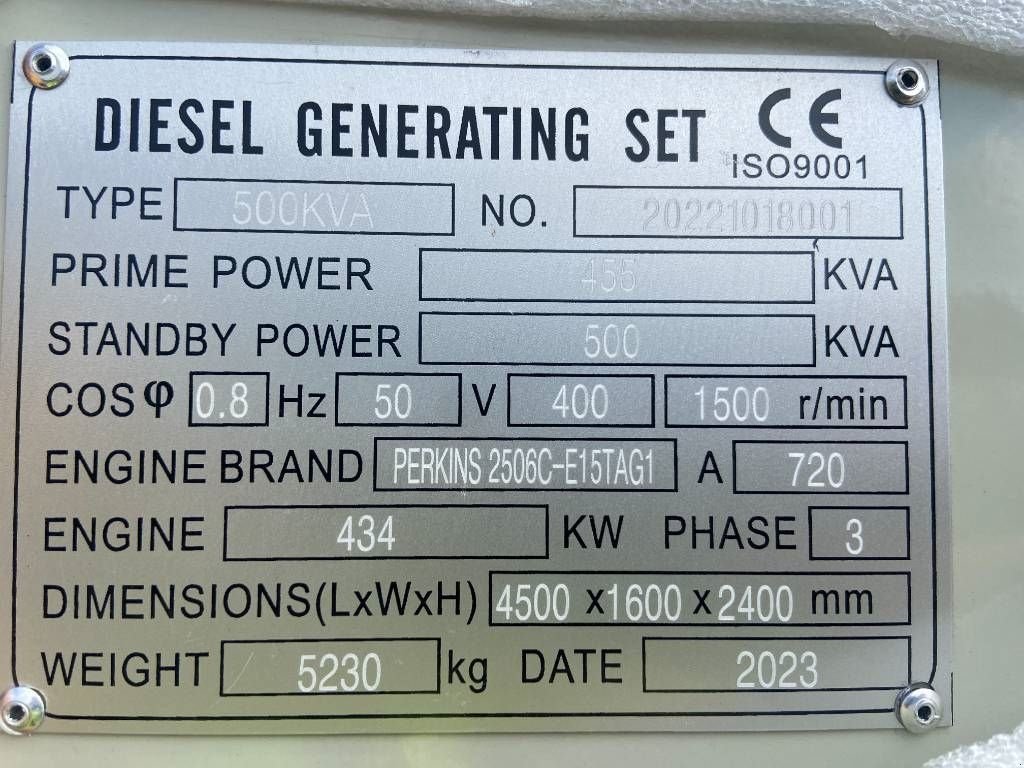 DIESEL GENERATING SET CE
ISO9001
TYPE 500KVA NO. 20221018001
PRIME POWER 455 KVA
STANDBY POWER 500 KVA
COSφ 0.8 Hz 50 V 400 1500 r/min
ENGINE BRAND PERKINS 2506C-E15TAG1 A 720
ENGINE 434 KW PHASE 3
DIMENSIONS(LxWxH) 4500 x1600 x 2400 mm
WEIGHT 5230 kg DATE 2023